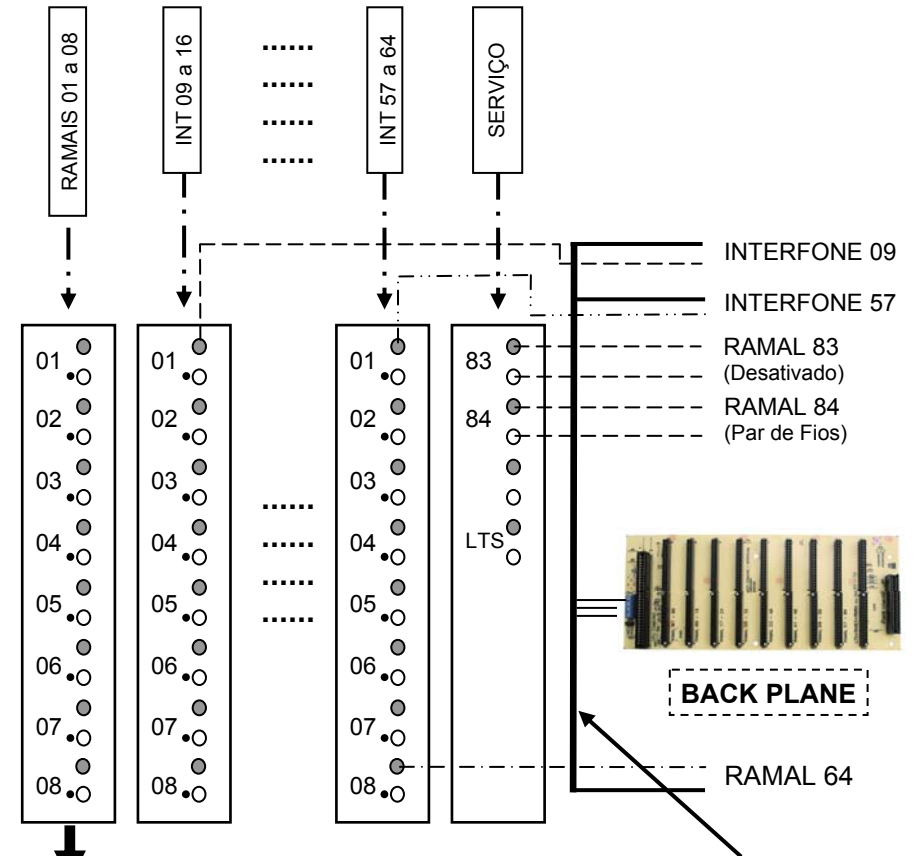 RAMAIS 01 a 08
INT 09 a 16
......
......
......
......
INT 57 a 64
SERVIÇO
INTERFONE 09
INTERFONE 57
RAMAL 83
(Desativado)
RAMAL 84
(Par de Fios)
01
02
03
04
05
06
07
08
01
02
03
04
05
06
07
08
......
......
......
......
01
02
03
04
05
06
07
08
83
84
LTS
BACK PLANE
RAMAL 64